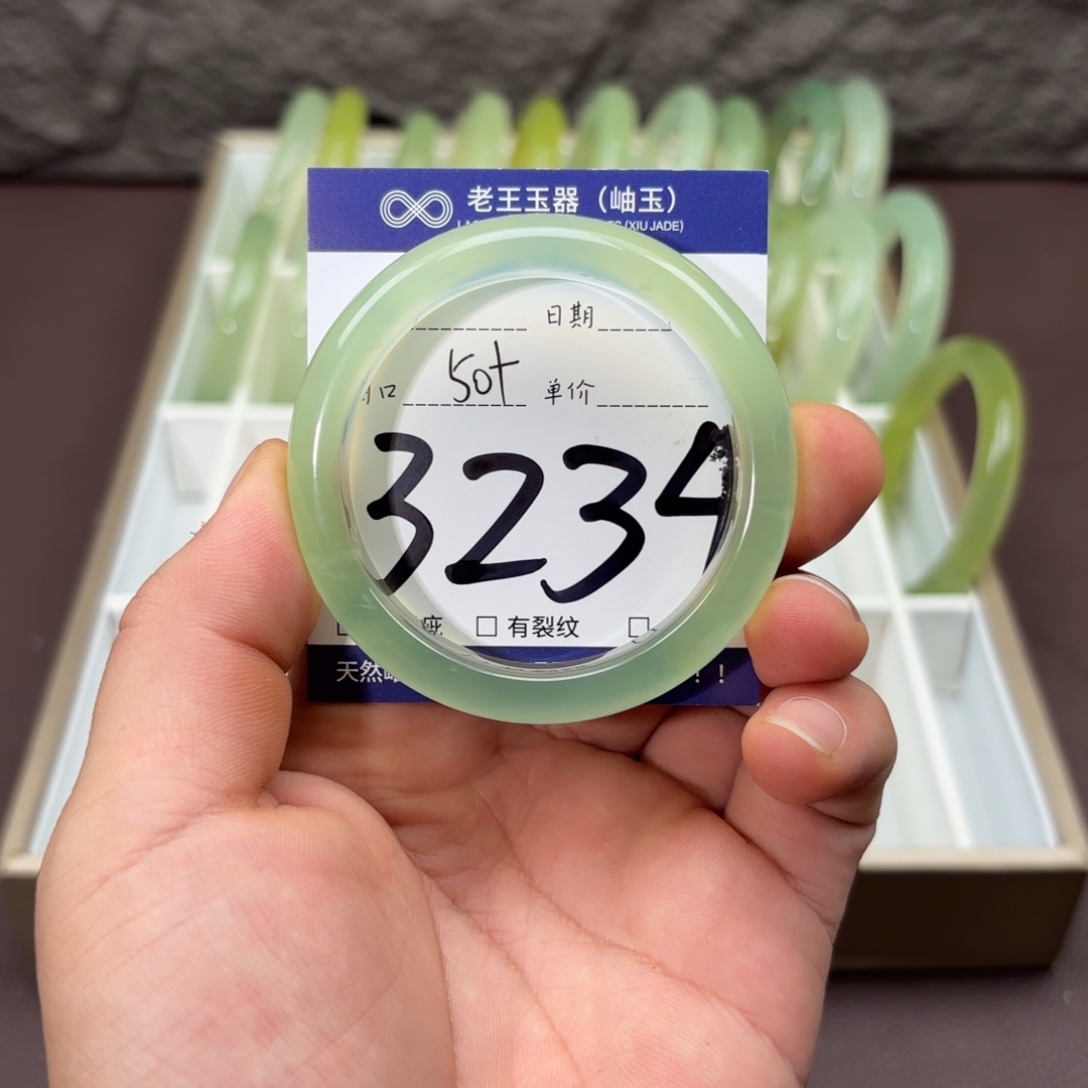 老王玉器（岫玉）
(XIU JADE)
日期
口 50+ 单价
3234
□ 有裂纹 □
天然 ！